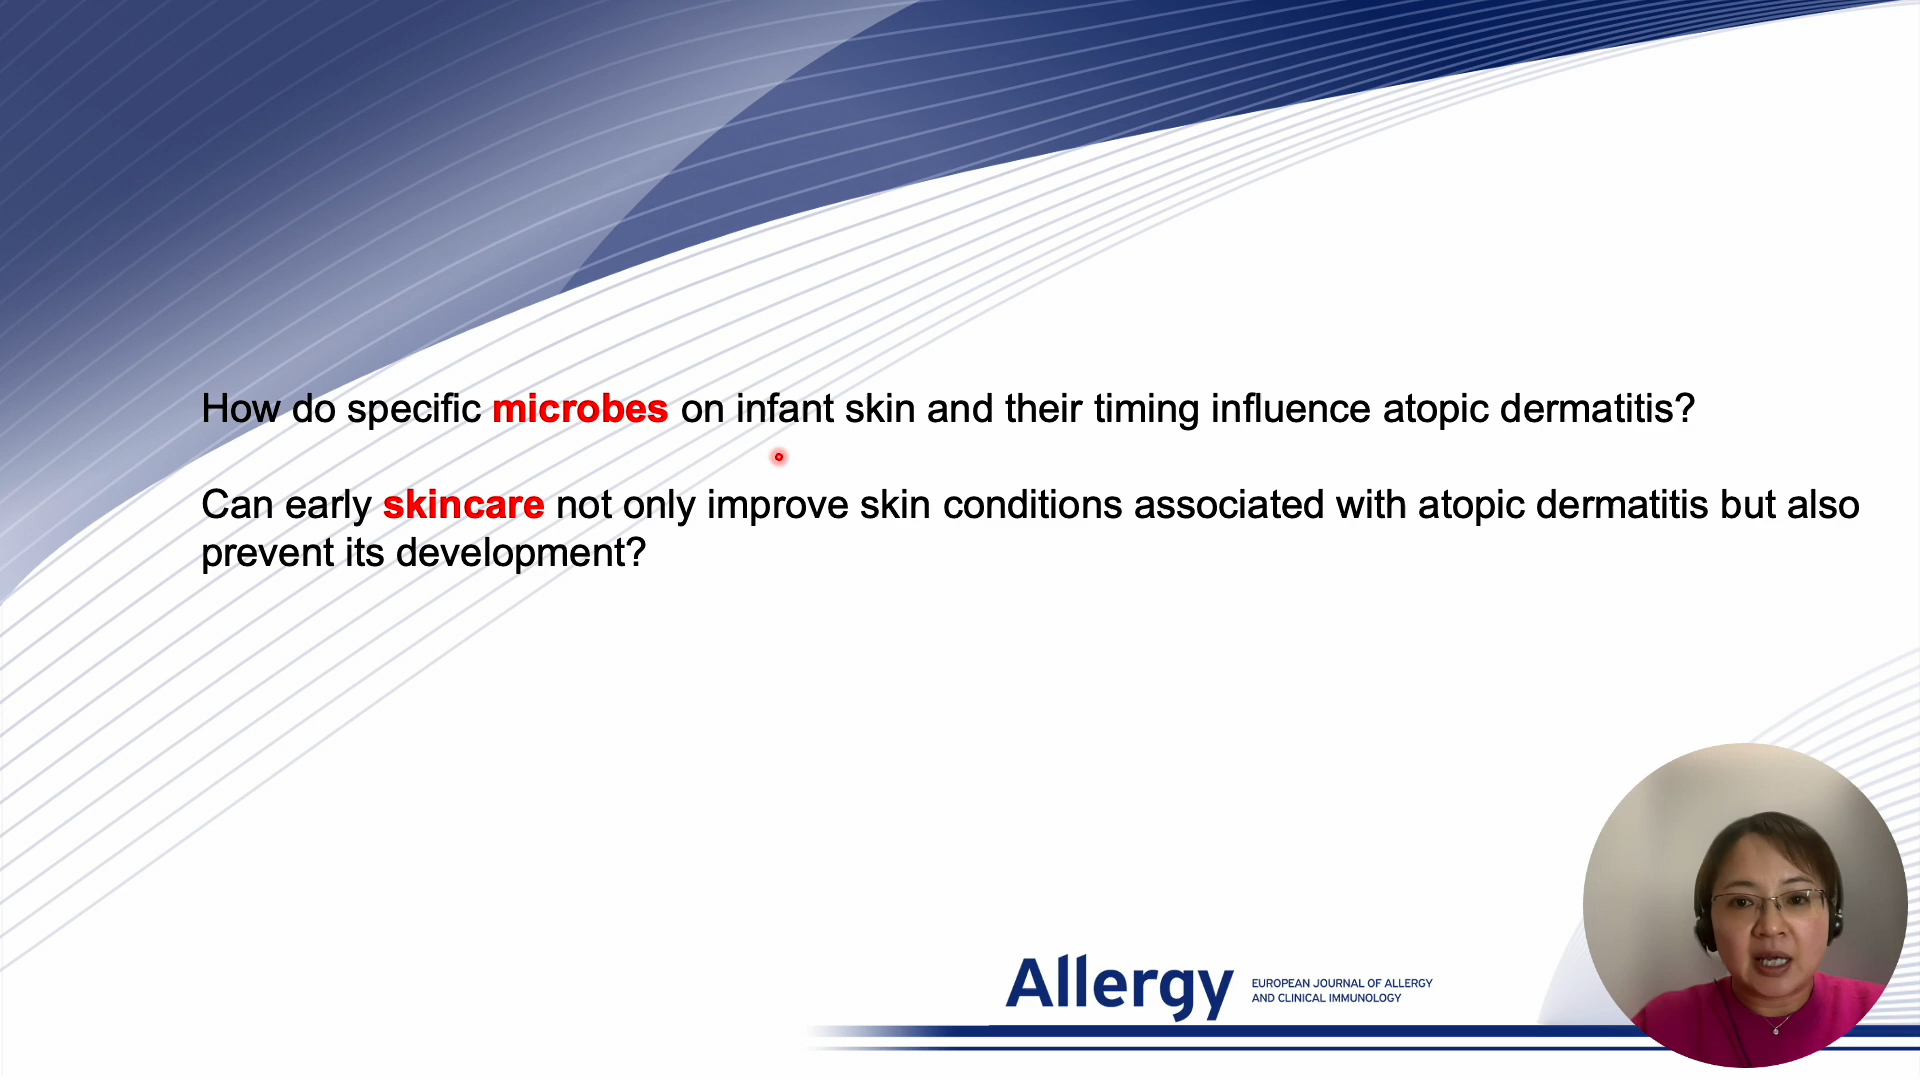 How do specific microbes on infant skin and their timing influence atopic dermatitis?
Can early skincare not only improve skin conditions associated with atopic dermatitis but also
prevent its development?
Allergy
EUROPEAN JOURNAL OF ALLERGY
AND CLINICAL IMMUNOLOGY